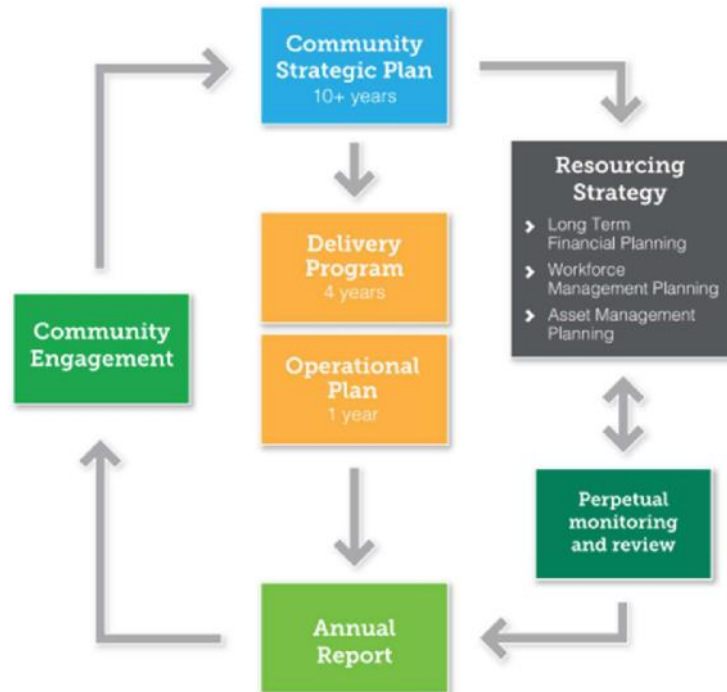 Community
Strategic Plan
10+ years
Resourcing
Strategy
Long Term
Financial Planning
Workforce
Management Planning
Asset Management
Planning
Delivery
Program
4 years
Community
Engagement
Operational
Plan
1 year
Perpetual
monitoring
and review
Annual
Report